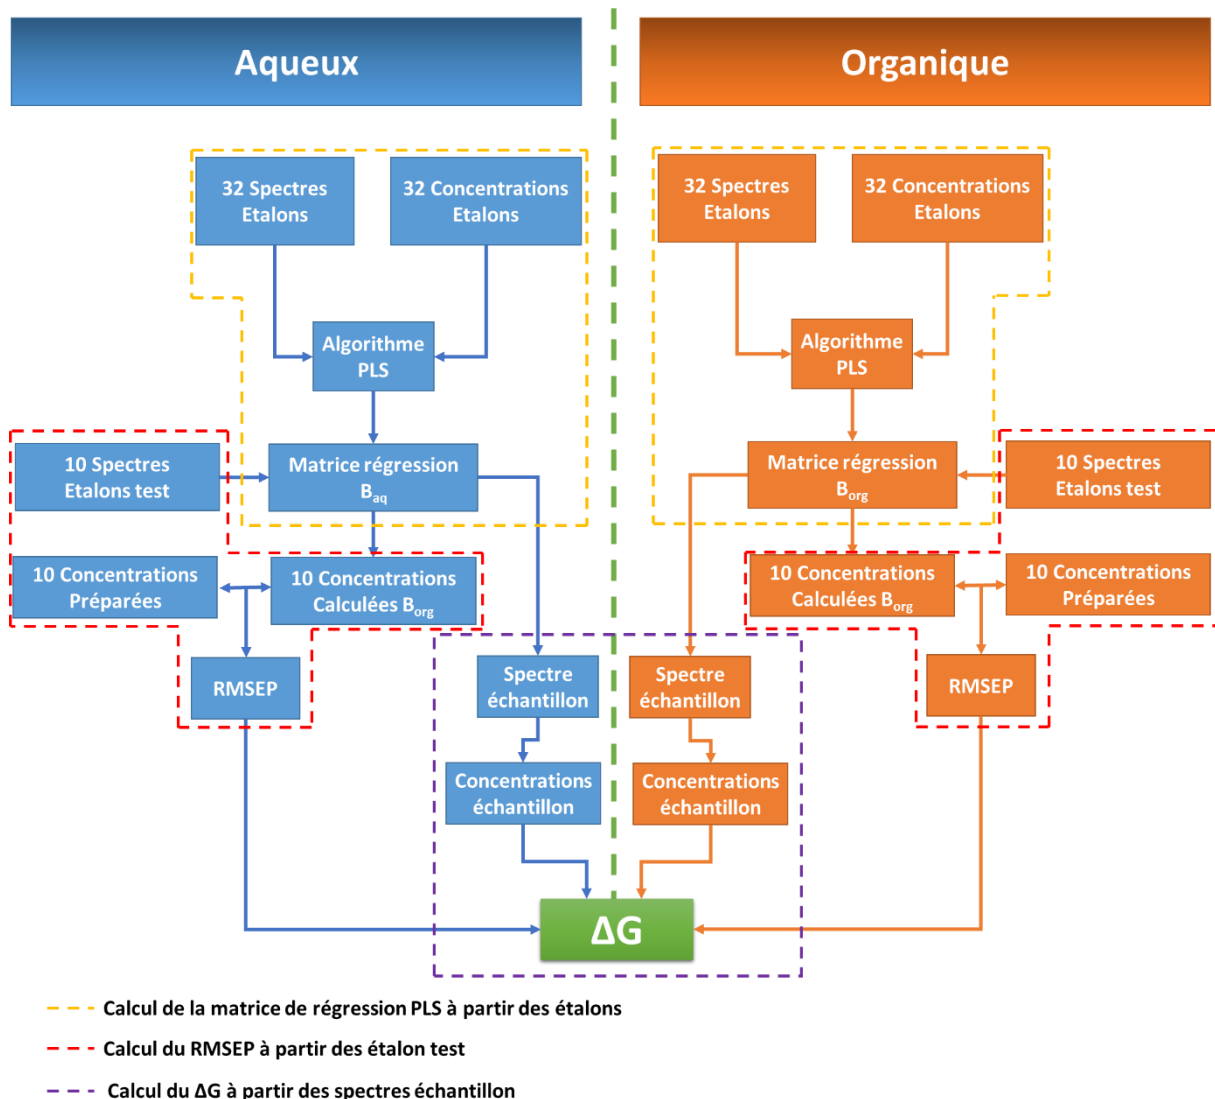 Aqueux
Organique
32 Spectres
Etalons
32 Concentrations
Etalons
32 Spectres
Etalons
32 Concentrations
Etalons
Algorithme
PLS
Algorithme
PLS
10 Spectres
Etalons test
Matrice régression
Baq
Matrice régression
Borg
10 Spectres
Etalons test
10 Concentrations
Préparées
10 Concentrations
Calculées Borg
10 Concentrations
Calculées Borg
10 Concentrations
Préparées
RMSEP
Spectre
échantillon
Spectre
échantillon
RMSEP
Concentrations
échantillon
Concentrations
échantillon
ΔG
Calcul de la matrice de régression PLS à partir des étalons
Calcul du RMSEP à partir des étalon test
Calcul du ΔG à partir des spectres échantillon